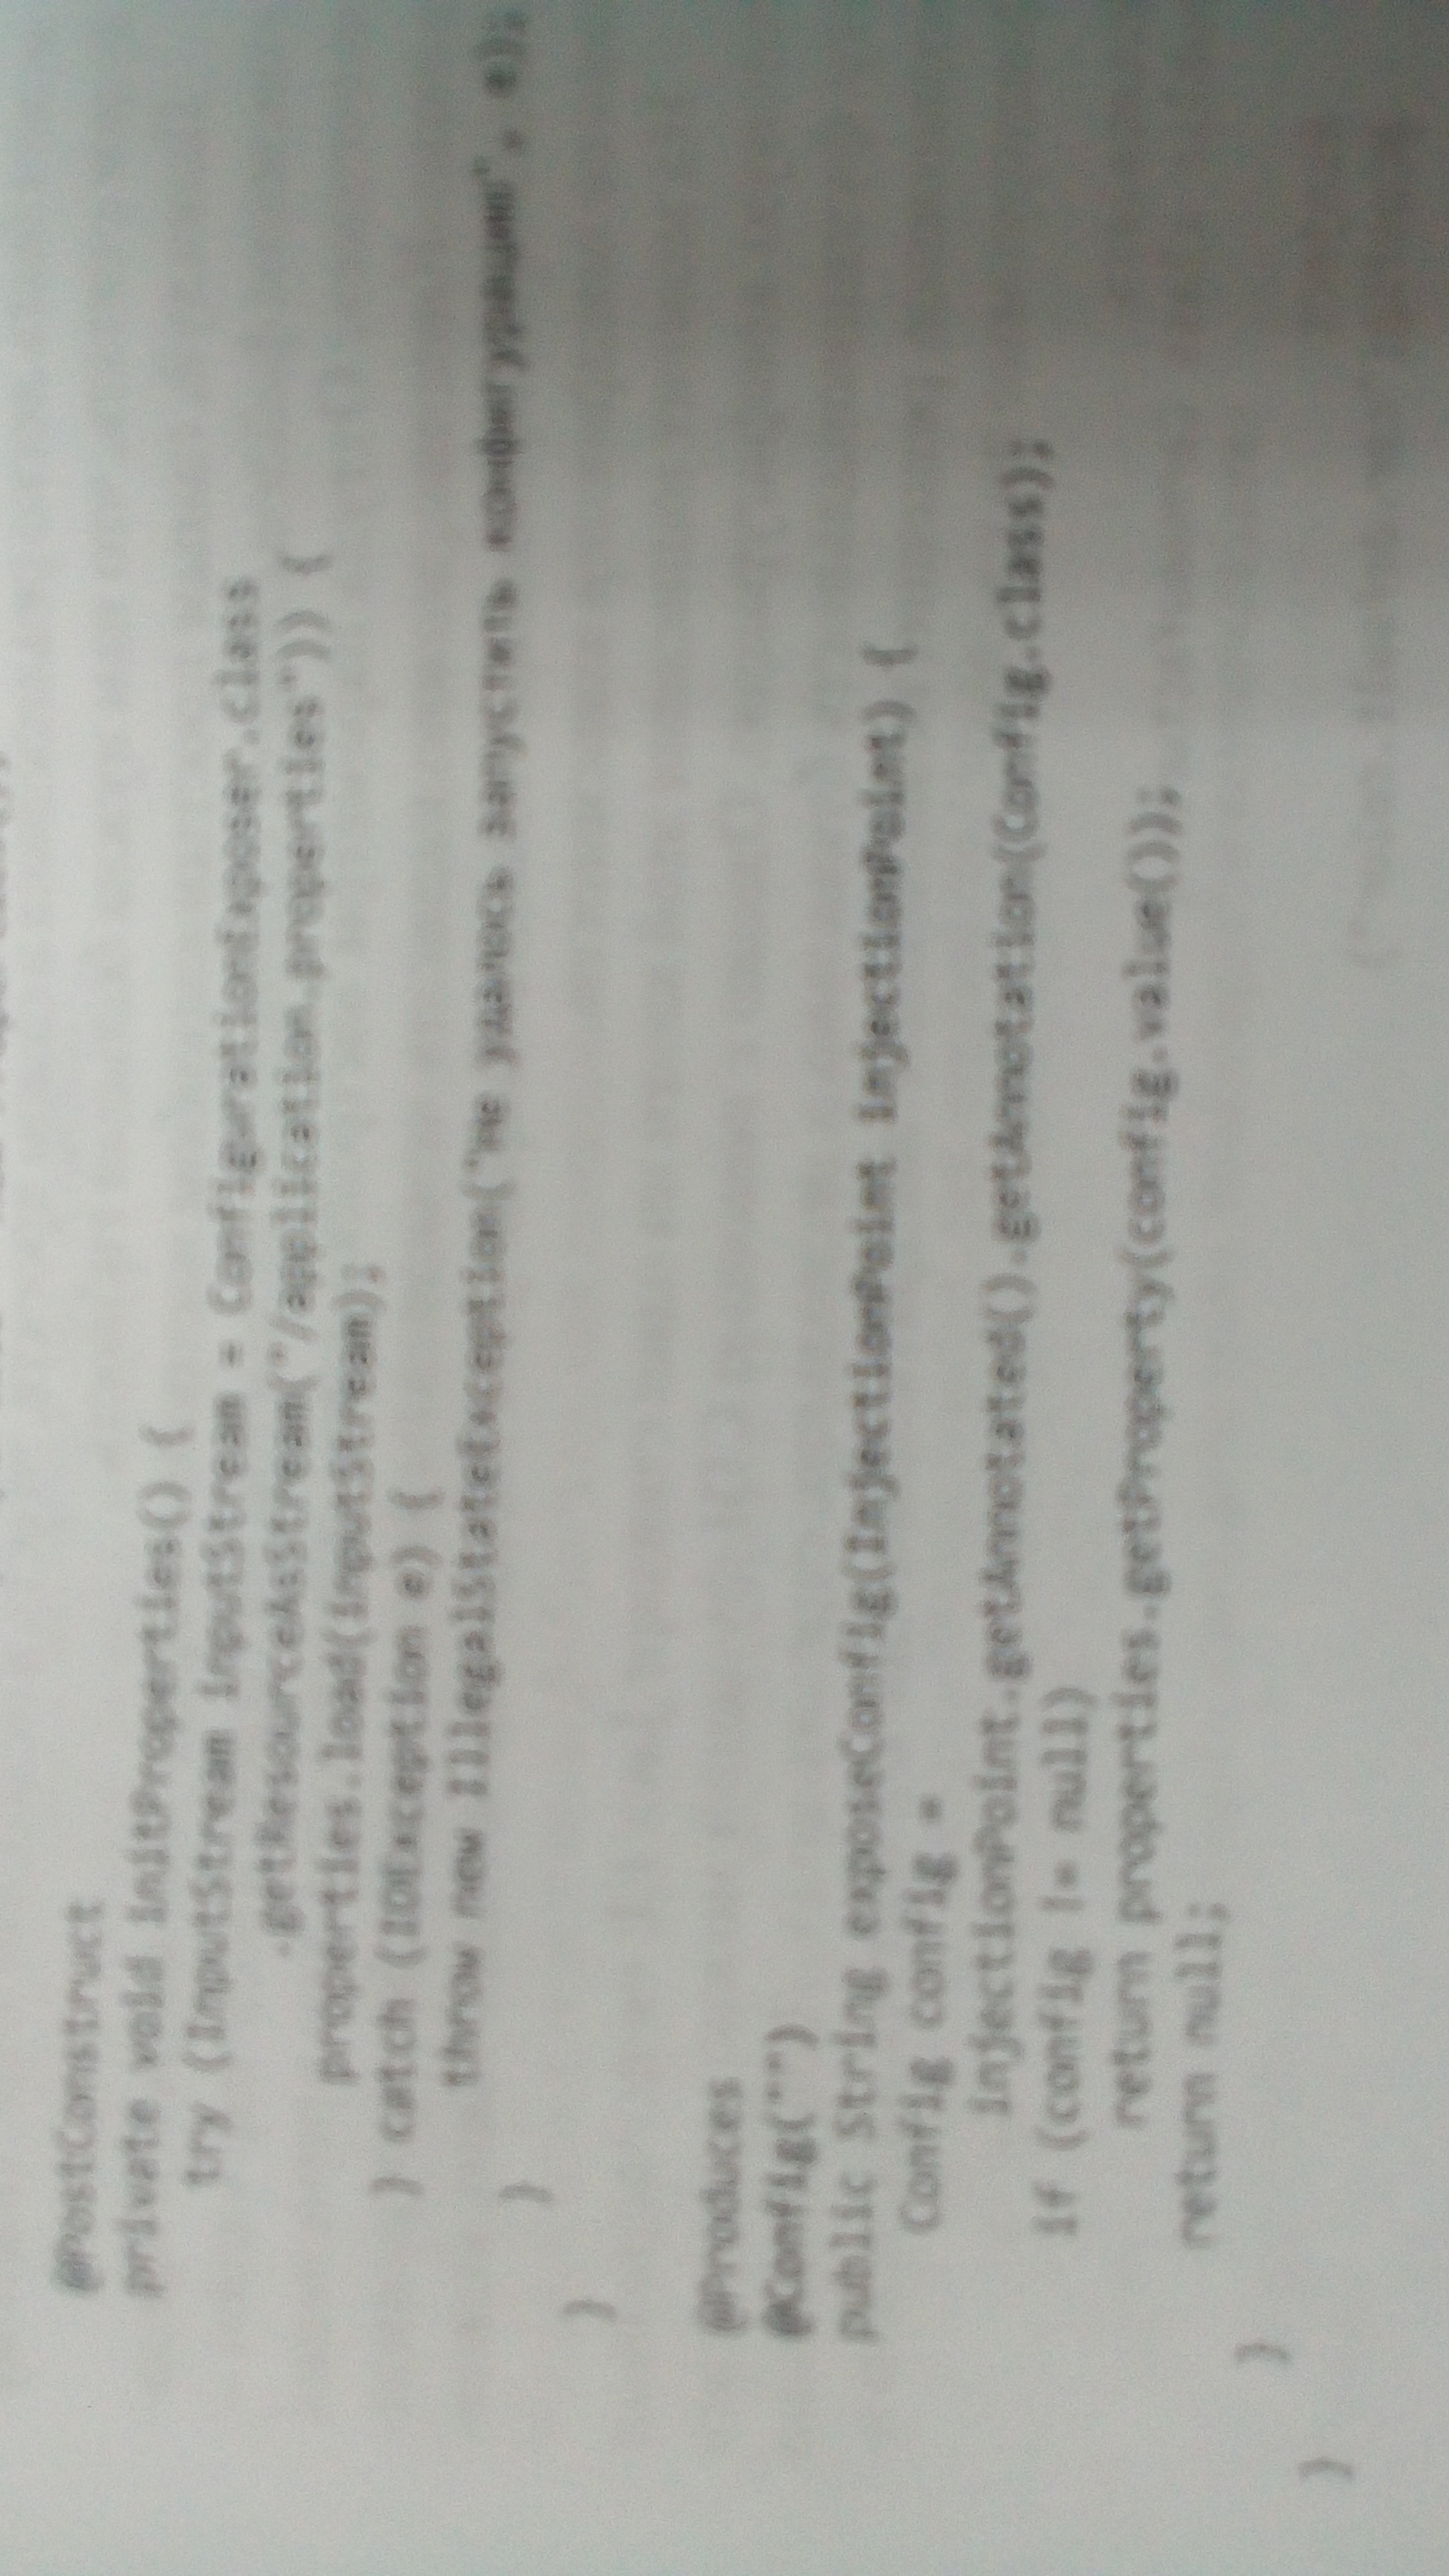 @PostConstruct
private void initProperties() {
try (InputStream inputStream = ConfigurationExposer.class
.getResourceAsStream("/application.properties")) {
properties.load(inputStream);
} catch (IOException e) {
throw new IllegalStateException("Не удалось запустить конфигурацию", e);
}
}
@Produces
@Config("")
public String exposeConfig(InjectionPoint injectionPoint) {
Config config =
injectionPoint.getAnnotated().getAnnotation(Config.class);
if (config != null)
return properties.getProperty(config.value());
return null;
}
}